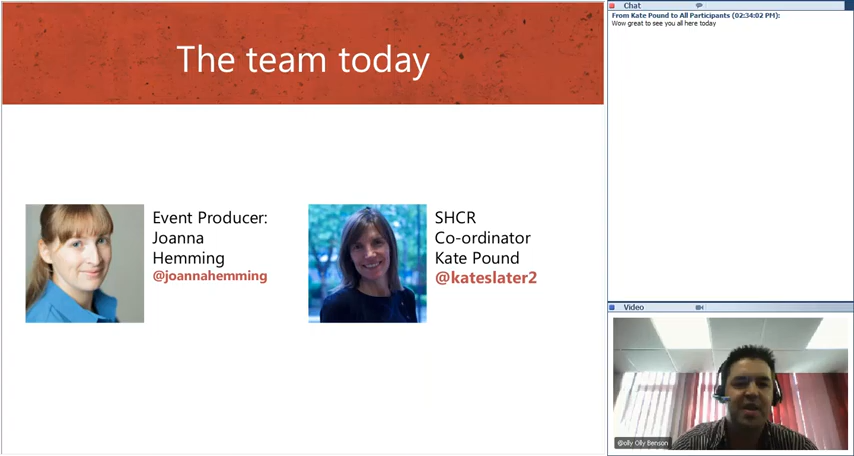 The team today
Event Producer:
Joanna
Hemming
@joannahemming
SHCR
Co-ordinator
Kate Pound
@kateslater2
Chat
From Kate Pound to All Participants (02:34:02 PM):
Wow great to see you all here today
Video
@olly Olly Benson